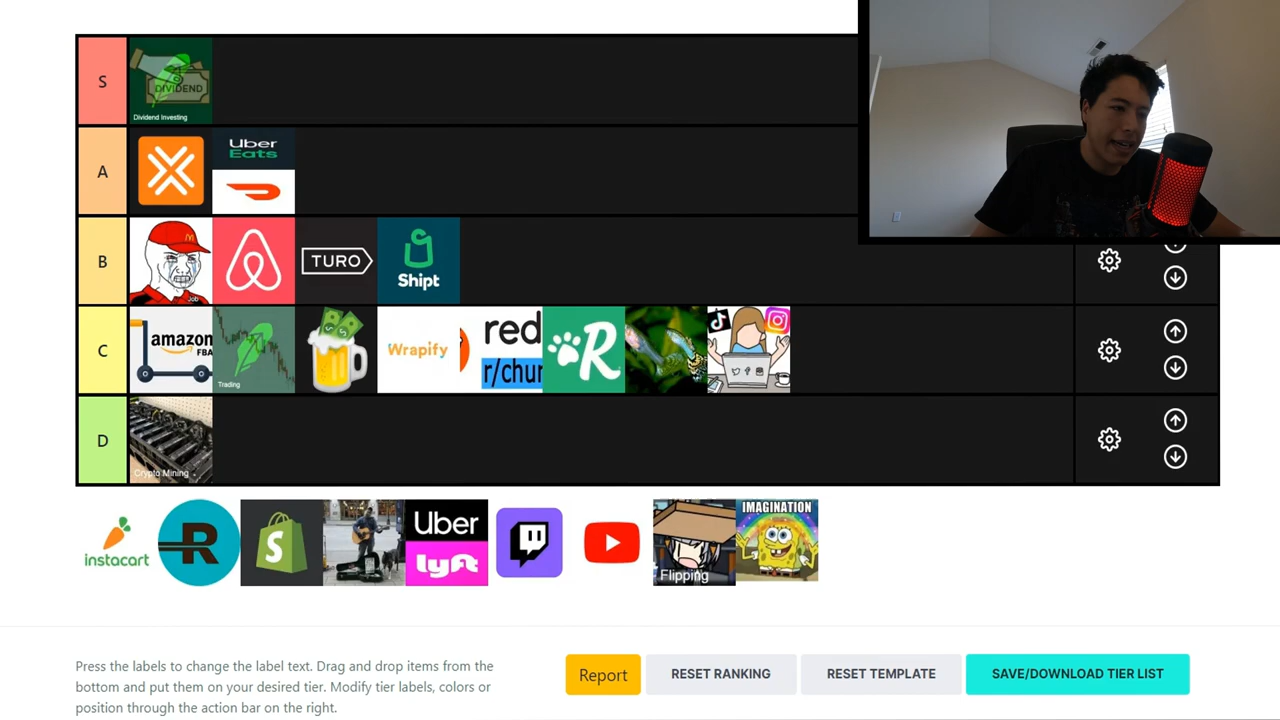 S
DIVIDEND
Dividend Investing
A
Uber
Eats
B
M
Job
TURO
Shipt
C
amazon
FBA
Trading
Wrapify
red
r/chur
R
D
Crypto Mining
instacart
R
S
Uber
lyft
Flipping
IMAGINATION
Press the labels to change the label text. Drag and drop items from the
bottom and put them on your desired tier. Modify tier labels, colors or
position through the action bar on the right.
Report
RESET RANKING
RESET TEMPLATE
SAVE/DOWNLOAD TIER LIST